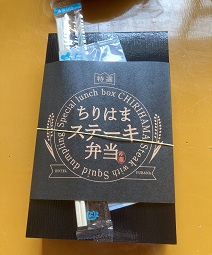 特選
Special lunch box CHIRIHAMA Steak with Squid dumpling
ちりはま
ステーキ
弁当
HOTEL